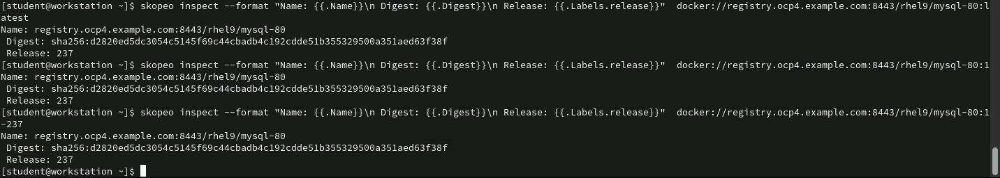 [student@workstation ~]$ skopeo inspect --format "Name: {{.Name}}\n Digest: {{.Digest}}\n Release: {{.Labels.release}}"  docker://registry.ocp4.example.com:8443/rhel9/mysql-80:l
atest
Name: registry.ocp4.example.com:8443/rhel9/mysql-80
 Digest: sha256:d2820ed5dc3054c5145f69c44cbadb4c192cdde51b355329500a351aed63f38f
 Release: 237
[student@workstation ~]$ skopeo inspect --format "Name: {{.Name}}\n Digest: {{.Digest}}\n Release: {{.Labels.release}}"  docker://registry.ocp4.example.com:8443/rhel9/mysql-80:1
Name: registry.ocp4.example.com:8443/rhel9/mysql-80
 Digest: sha256:d2820ed5dc3054c5145f69c44cbadb4c192cdde51b355329500a351aed63f38f
 Release: 237
[student@workstation ~]$ skopeo inspect --format "Name: {{.Name}}\n Digest: {{.Digest}}\n Release: {{.Labels.release}}"  docker://registry.ocp4.example.com:8443/rhel9/mysql-80:1
-237
Name: registry.ocp4.example.com:8443/rhel9/mysql-80
 Digest: sha256:d2820ed5dc3054c5145f69c44cbadb4c192cdde51b355329500a351aed63f38f
 Release: 237
[student@workstation ~]$